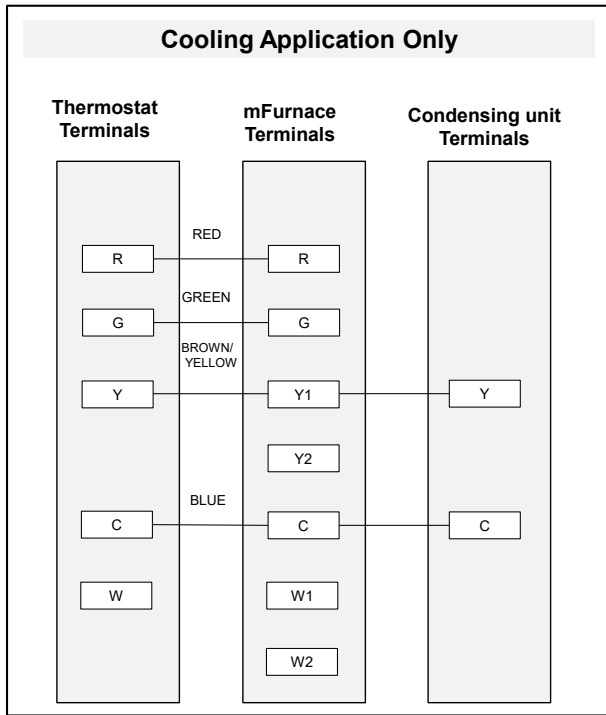 Cooling Application Only
Thermostat
Terminals
mFurnace
Terminals
Condensing unit
Terminals
RED
R
R
GREEN
G
G
BROWN/
YELLOW
Y
Y1
Y
Y2
BLUE
C
C
C
W
W1
W2